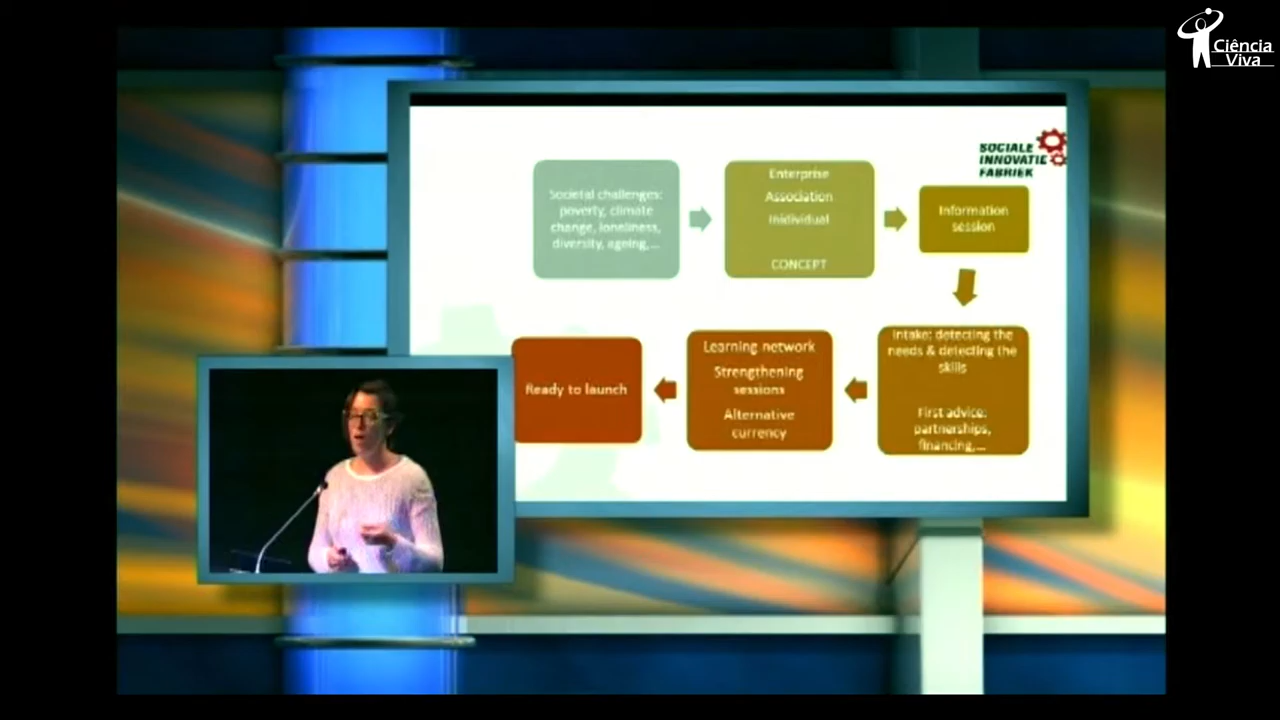 Ciência
Viva
SOCIALE
INNOVATIE
FABRIEK
Societal challenges:
poverty, climate
change, loneliness,
diversity, ageing,...
Enterprise
Association
Inidividual
CONCEPT
Information
session
Intake: detecting the
needs & detecting the
skills
First advice:
partnerships,
financing,...
Learning network
Strengthening
sessions
Alternative
currency
Ready to launch